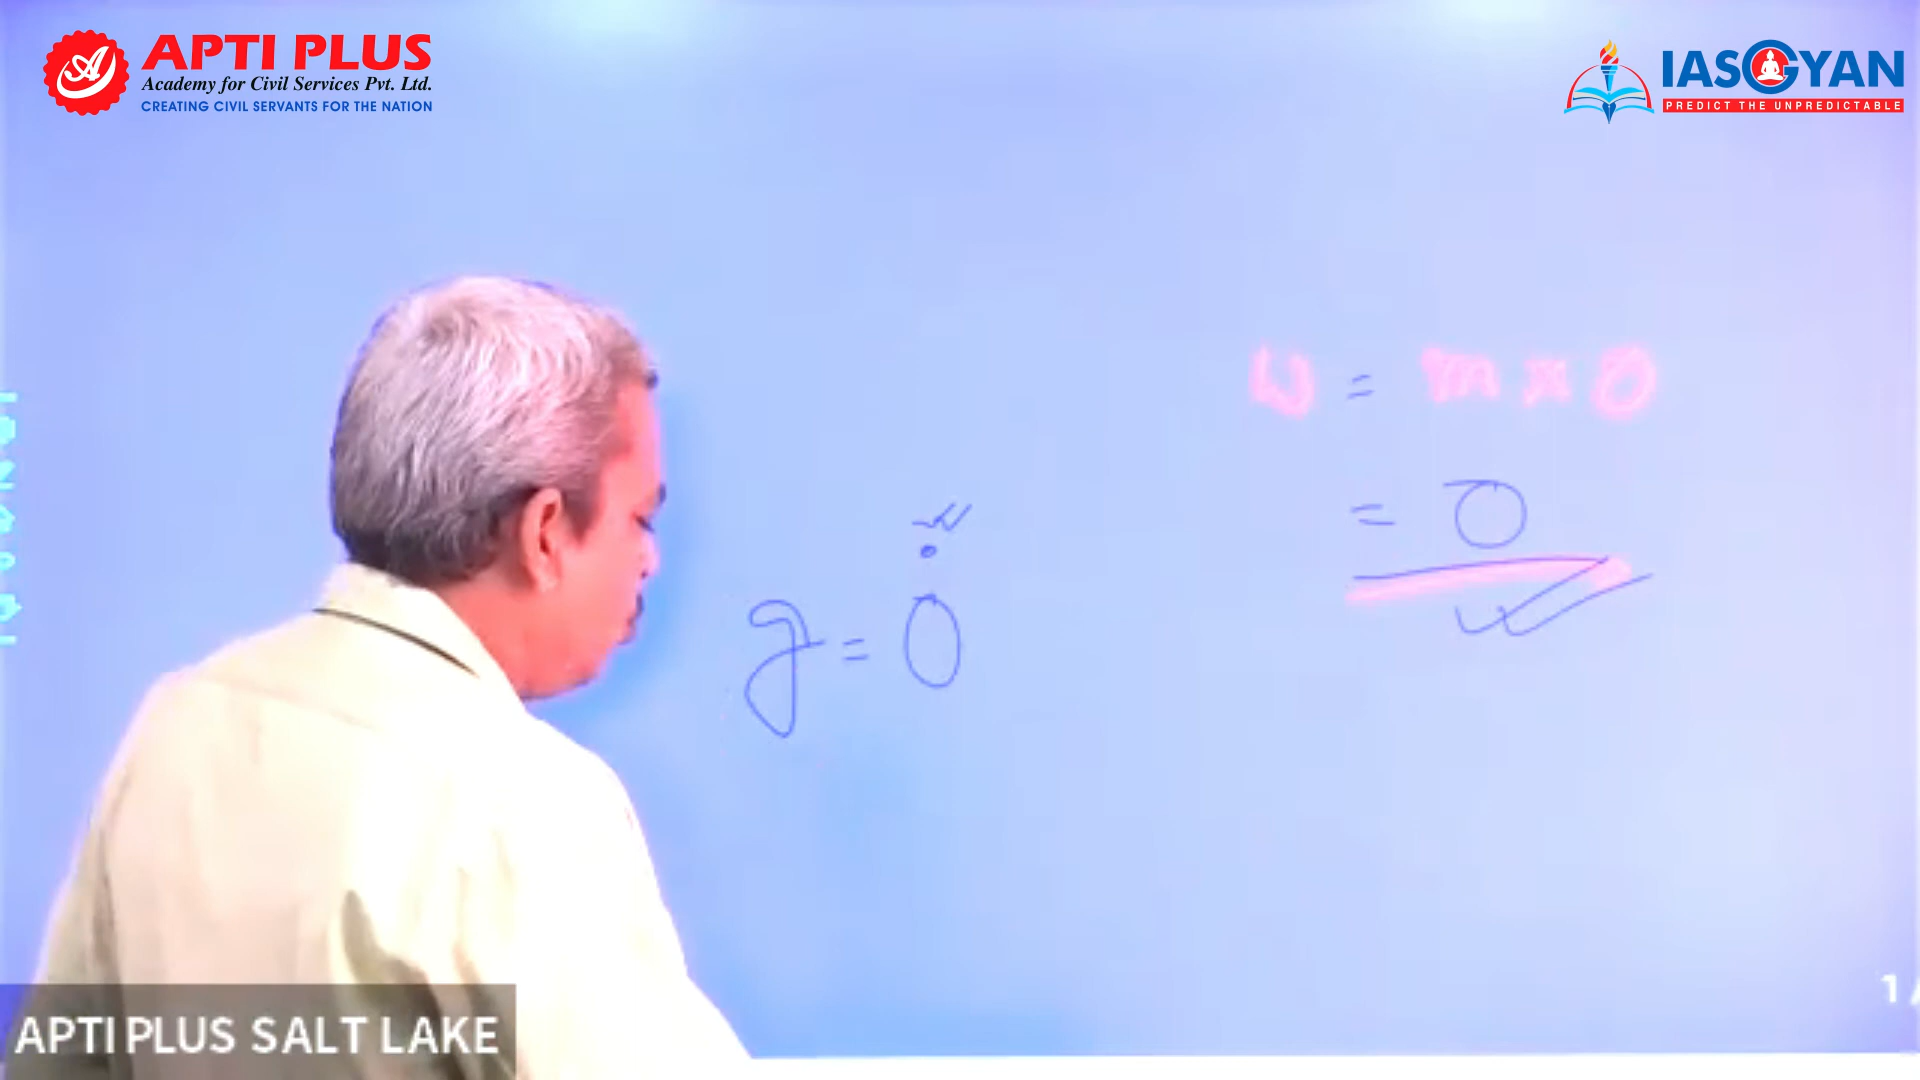 APTI PLUS
Academy for Civil Services Pvt. Ltd.
CREATING CIVIL SERVANTS FOR THE NATION
IASGYAN
PREDICT THE UNPREDICTABLE
W = m x 0
= 0
g = 0
1/
APTI PLUS SALT LAKE